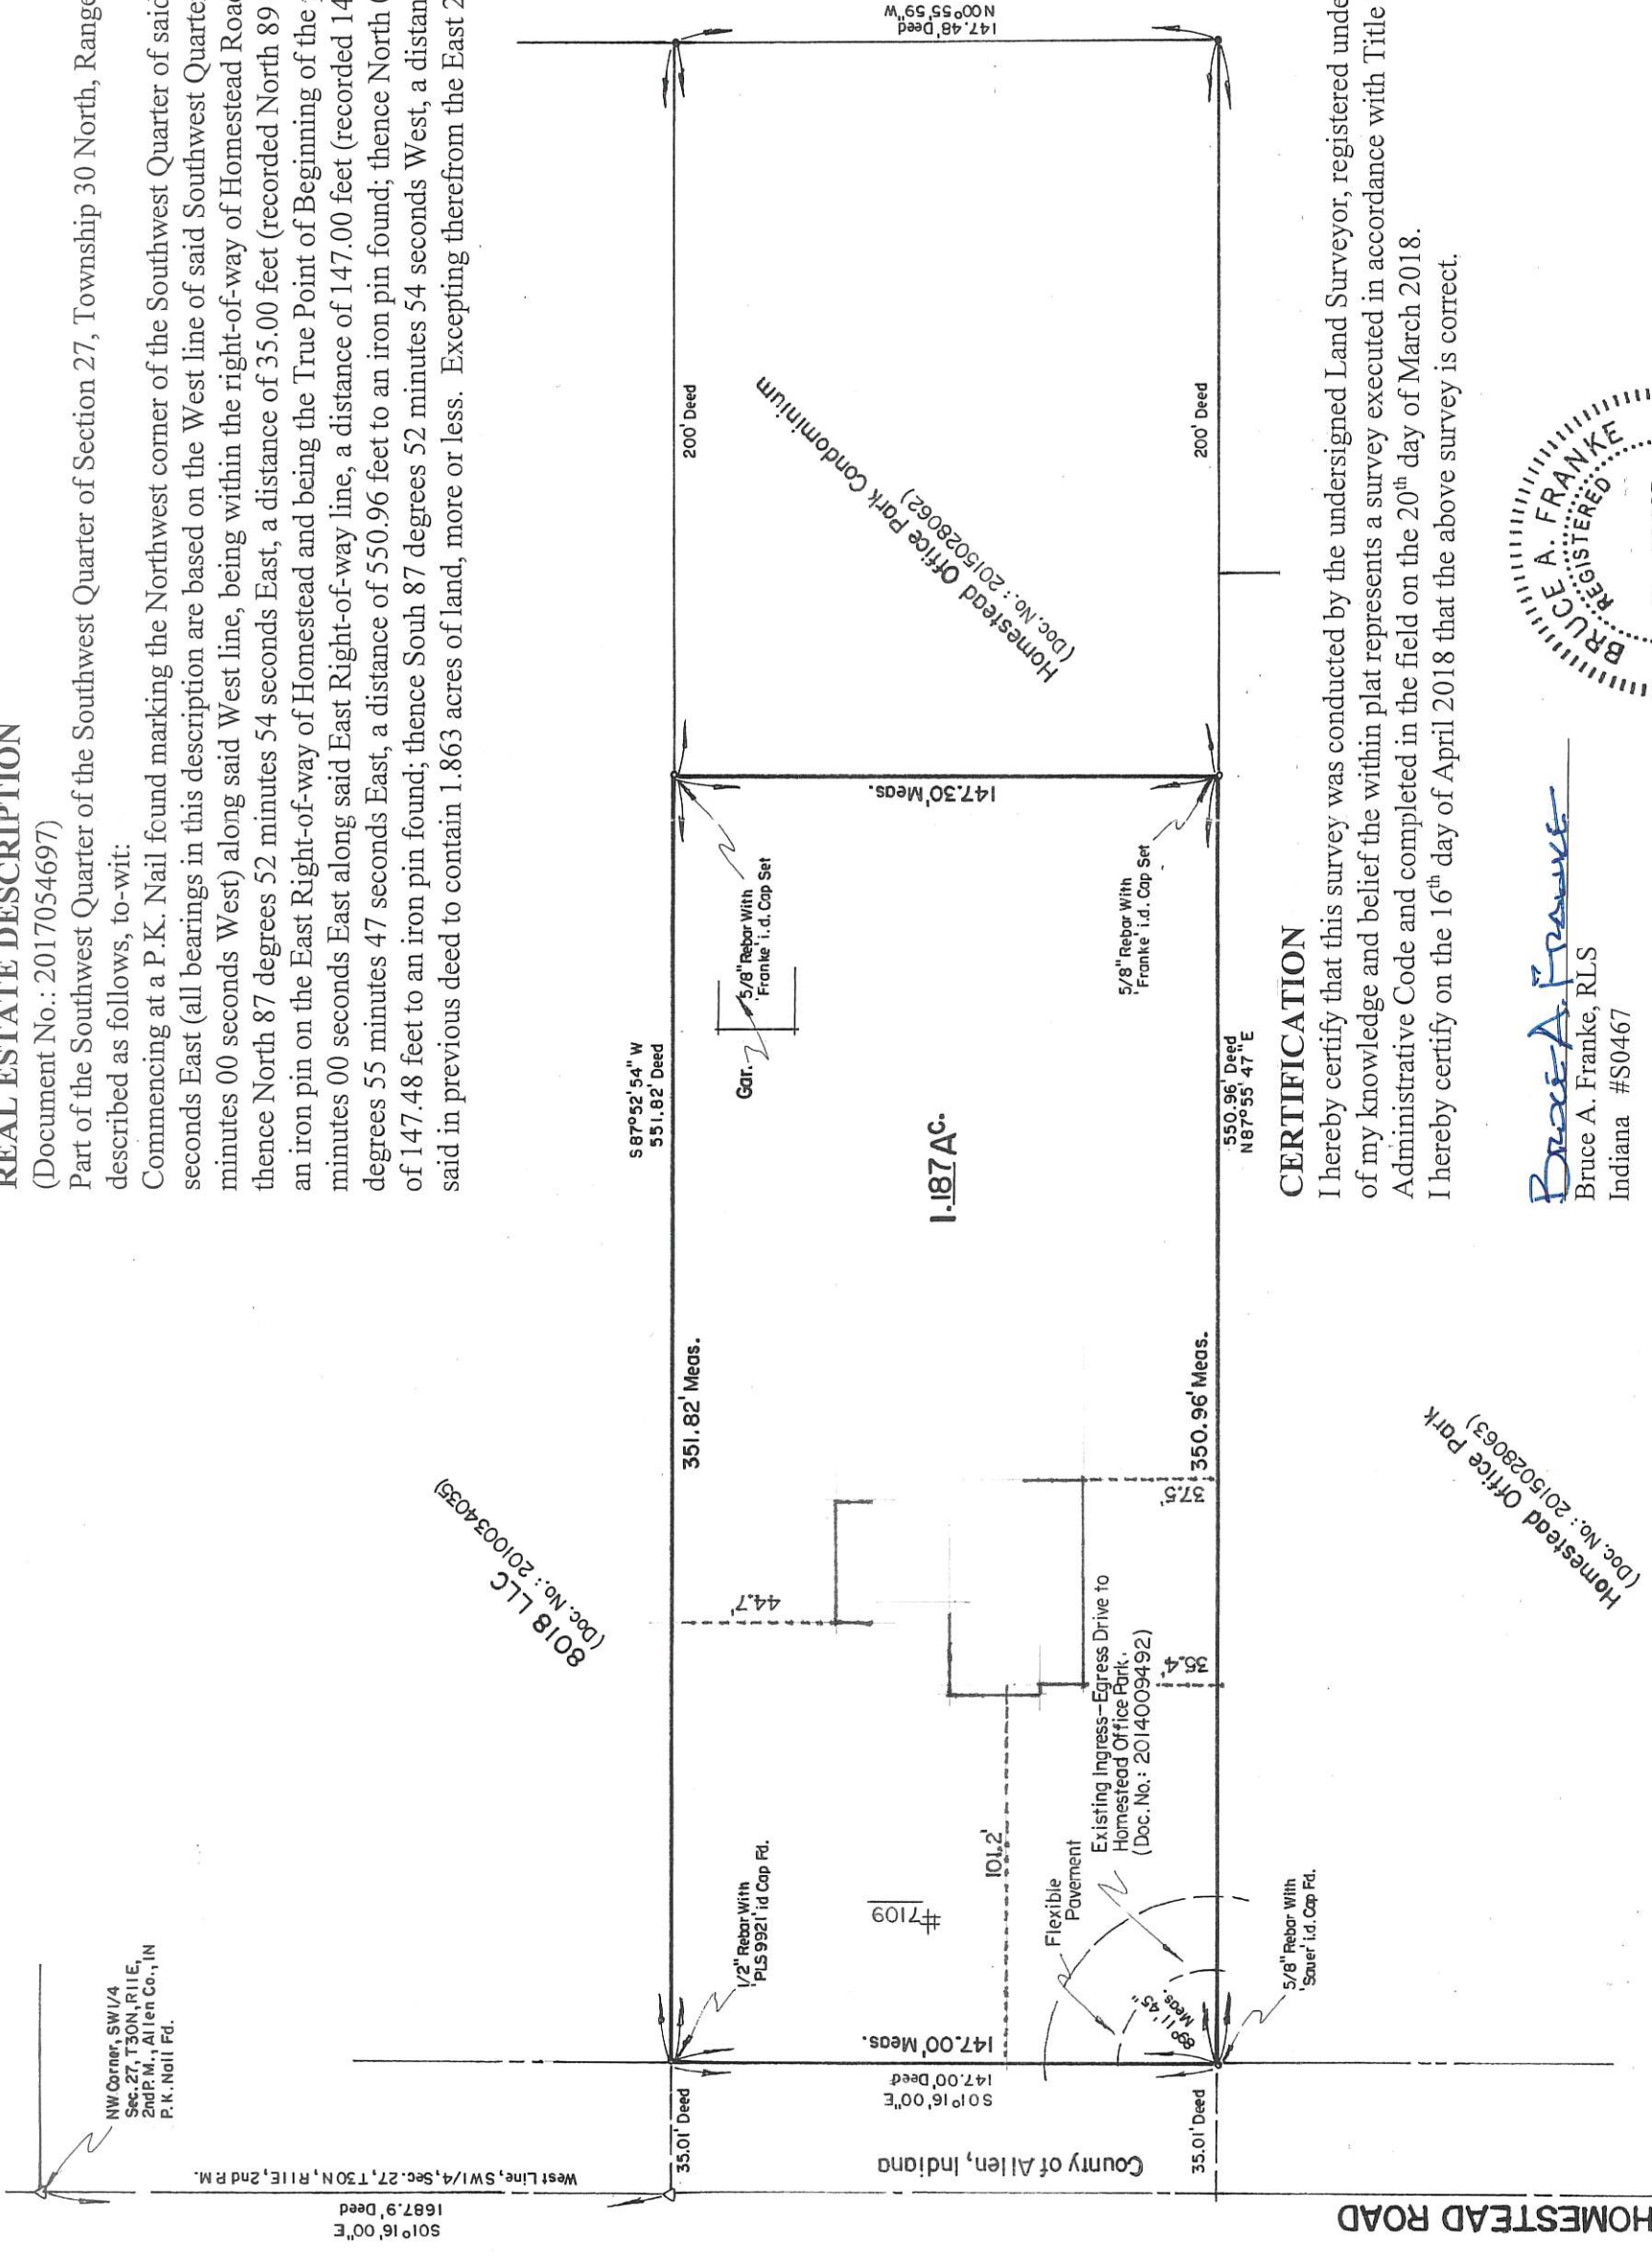 REAL ESTATE DESCRIPTION
(Document No.: 2017054697)
Part of the Southwest Quarter of the Southwest Quarter of Section 27, Township 30 North, Range
described as follows, to-wit:
Commencing at a P.K. Nail found marking the Northwest corner of the Southwest Quarter of said
seconds East (all bearings in this description are based on the West line of said Southwest Quarte
minutes 00 seconds West) along said West line, being within the right-of-way of Homestead Roa
thence North 87 degrees 52 minutes 54 seconds East, a distance of 35.00 feet (recorded North 89
an iron pin on the East Right-of-way of Homestead and being the True Point of Beginning of the
minutes 00 seconds East along said East Right-of-way line, a distance of 147.00 feet (recorded 14
degrees 55 minutes 47 seconds East, a distance of 550.96 feet to an iron pin found; thence North
of 147.48 feet to an iron pin found; thence Souh 87 degrees 52 minutes 54 seconds West, a distan
said in previous deed to contain 1.863 acres of land, more or less. Excepting therefrom the East 2
NW Corner, SW1/4
Sec. 27, T30N, R11E,
2nd P.M., Allen Co., IN
P.K. Nail Fd.
S01°16'00"E
1687.9' Deed
West Line, SW1/4, Sec. 27, T30N, R11E, 2nd P.M.
8018 LLC
(Doc. No.: 2010034035)
S87°52'54"W
551.82' Deed
35.01' Deed
351.82' Meas.
200' Deed
1/2" Rebar With
'PLS 9921' id Cap Fd.
5/8" Rebar With
'Franke' i.d. Cap Set
Gar.
44.7'
S01°16'00"E
147.00' Deed
147.00' Meas.
#7109
101.2'
1.187 Ac.
147.30' Meas.
Homestead Office Park Condominium
(Doc. No.: 2015028062)
147.48' Deed
N00°55'59"W
County of Allen, Indiana
Flexible
Pavement
Existing Ingress-Egress Drive to
Homestead Office Park.
(Doc. No.: 2014009492)
89°11'45"
Meas.
35.4'
37.5'
5/8" Rebar With
'Franke' i.d. Cap Set
35.01' Deed
350.96' Meas.
200' Deed
550.96' Deed
N87°55'47"E
5/8" Rebar With
'Sauer' i.d. Cap Fd.
HOMESTEAD ROAD
Homestead Office Park
(Doc. No.: 2015028063)
CERTIFICATION
I hereby certify that this survey was conducted by the undersigned Land Surveyor, registered unde
of my knowledge and belief the within plat represents a survey executed in accordance with Title
Administrative Code and completed in the field on the 20th day of March 2018.
I hereby certify on the 16th day of April 2018 that the above survey is correct.
Bruce A. Franke
Bruce A. Franke, RLS
Indiana #S0467
BRUCE A. FRANKE
REGISTERED